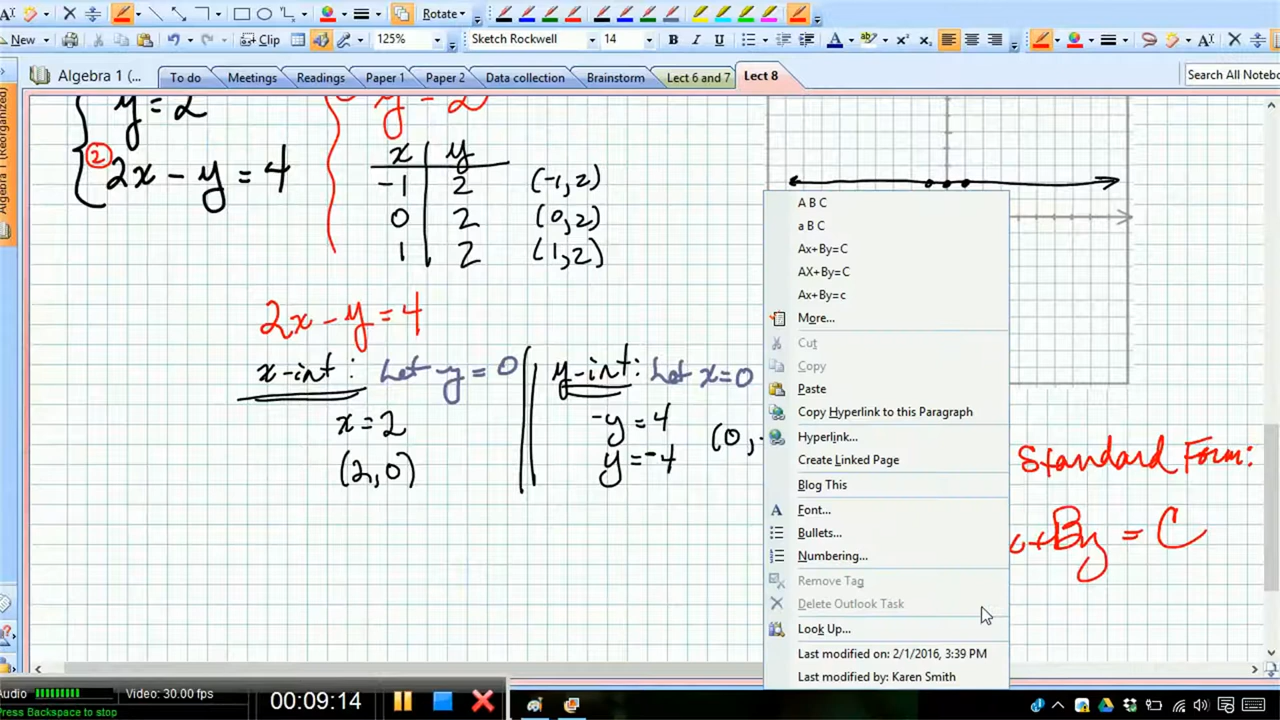 Rotate
New
Clip
125%
Sketch Rockwell
14
B I U
Algebra 1 (...
To do
Meetings
Readings
Paper 1
Paper 2
Data collection
Brainstorm
Lect 6 and 7
Lect 8
Search All Notebo
(Reorganized)
y = 2
② 2x - y = 4
y = 2
x y
-1 2 (-1,2)
0 2 (0,2)
1 2 (1,2)
2x - y = 4
x-int: Let y = 0
x = 2
(2,0)
y-int: Let x=0
-y = 4
y = -4
(0,-
A B C
a B C
Ax+By=C
AX+By=C
Ax+By=c
More...
Cut
Copy
Paste
Copy Hyperlink to this Paragraph
Hyperlink...
Create Linked Page
Blog This
Font...
Bullets...
Numbering...
Remove Tag
Delete Outlook Task
Look Up...
Last modified on: 2/1/2016, 3:39 PM
Last modified by: Karen Smith
Standard Form:
+By = C
Audio
Video: 30.00 fps
Press Backspace to stop
00:09:14